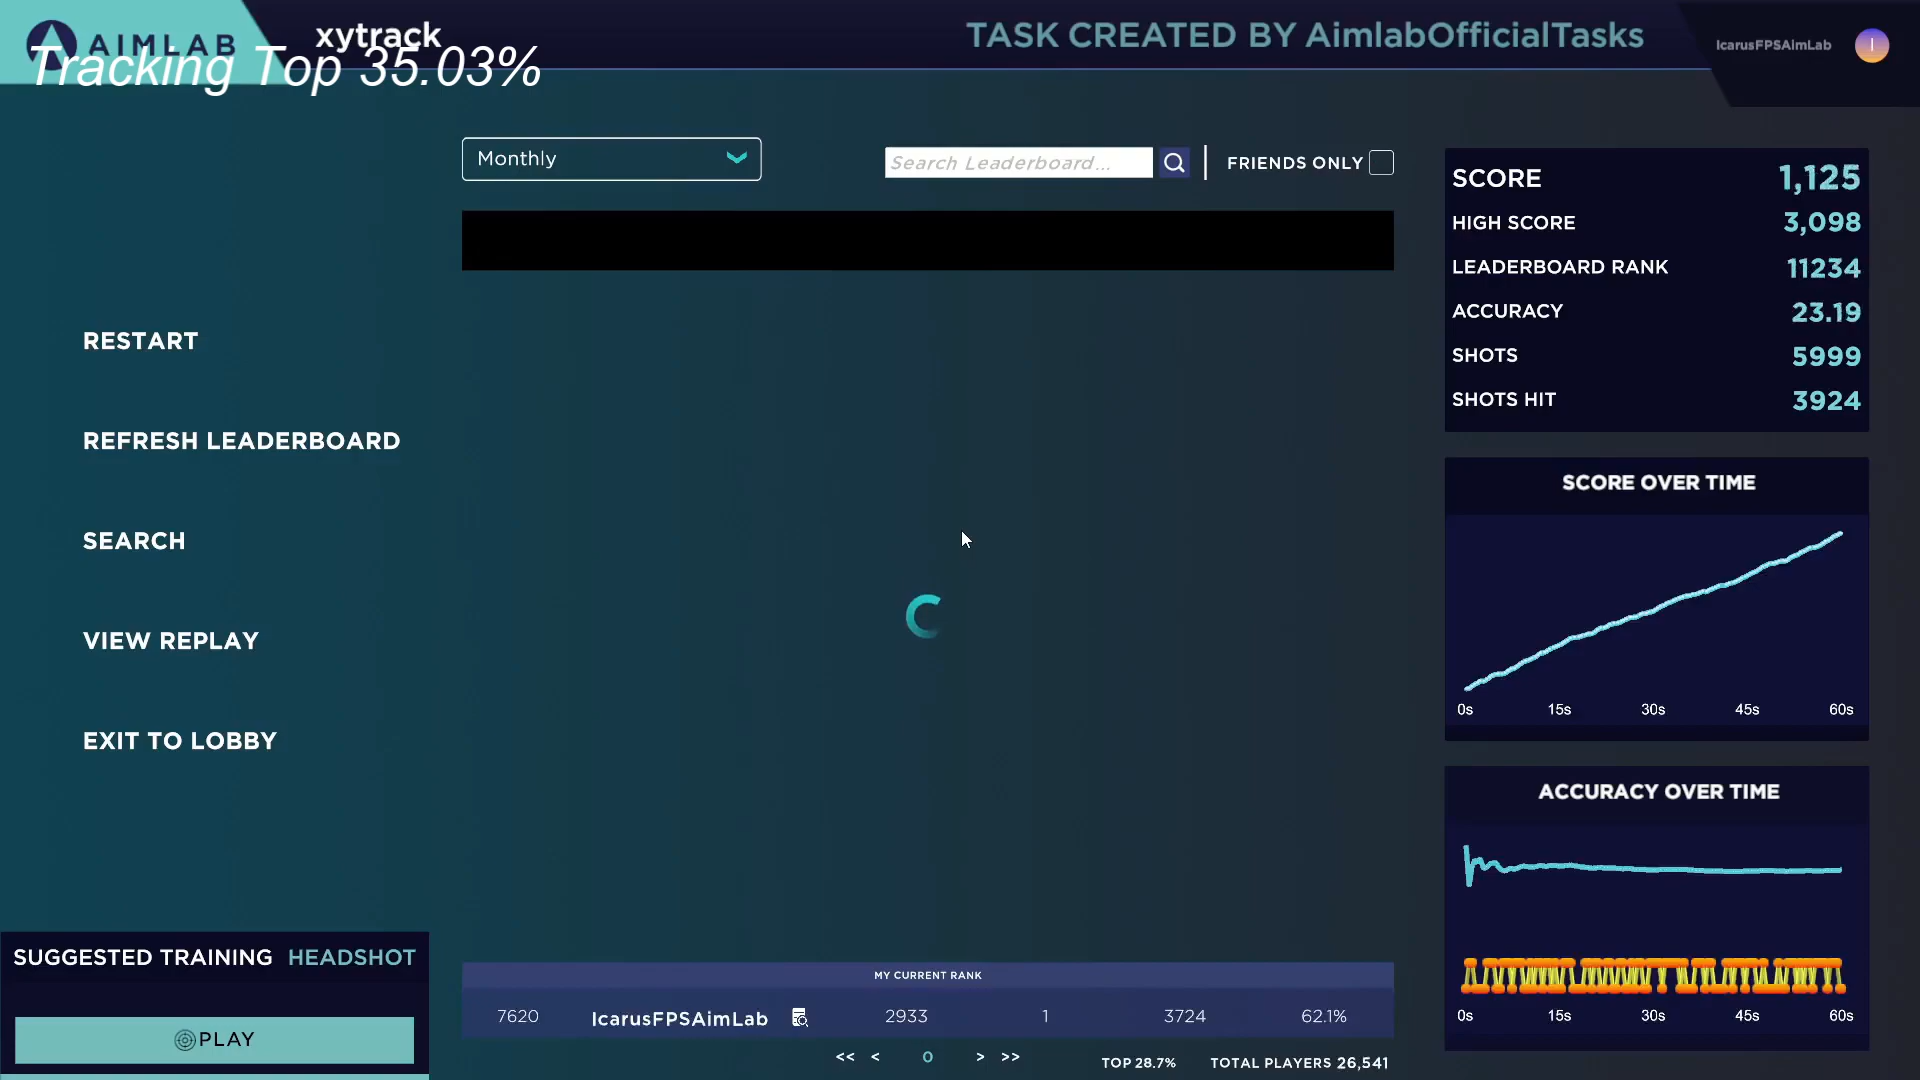 AIMLAB
xytrack
TASK CREATED BY AimlabOfficialTasks
IcarusFPSAimLab
I
Tracking Top 35.03%
Monthly
Search Leaderboard...
FRIENDS ONLY
RESTART
REFRESH LEADERBOARD
SEARCH
VIEW REPLAY
EXIT TO LOBBY
SUGGESTED TRAINING HEADSHOT
PLAY
MY CURRENT RANK
7620 IcarusFPSAimLab 2933 1 3724 62.1%
<< < 0 > >>
TOP 28.7% TOTAL PLAYERS 26,541
SCORE 1,125
HIGH SCORE 3,098
LEADERBOARD RANK 11234
ACCURACY 23.19
SHOTS 5999
SHOTS HIT 3924
SCORE OVER TIME
0s 15s 30s 45s 60s
ACCURACY OVER TIME
0s 15s 30s 45s 60s